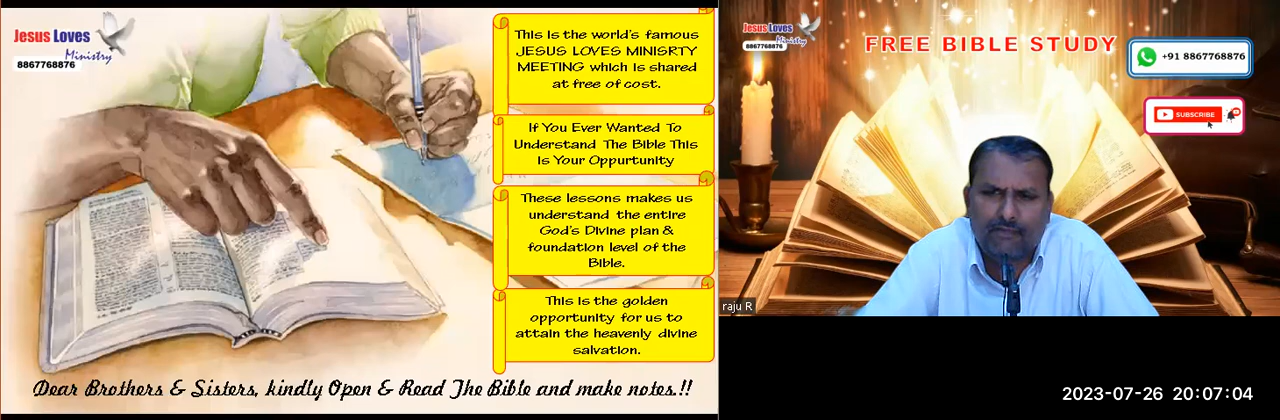 Jesus Loves
Ministry
8867768876
This is the world's famous
JESUS LOVES MINISRTY
MEETING which is shared
at free of cost.
If You Ever Wanted To
Understand The Bible This
Is Your Oppurtunity
These lessons makes us
understand the entire
God's Divine plan &
foundation level of the
Bible.
This is the golden
opportunity for us to
attain the heavenly divine
salvation.
Dear Brothers & Sisters, kindly Open & Read The Bible and make notes.!!
Jesus Loves
Ministry
8867768876
FREE BIBLE STUDY
+91 8867768876
SUBSCRIBE
raju R
2023-07-26 20:07:04